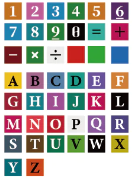 1 2 3 4 5 6
7 8 9 0 = +
− × ÷
A B C D E F
G H I J K L
M N O P Q R
S T U V W X
Y Z